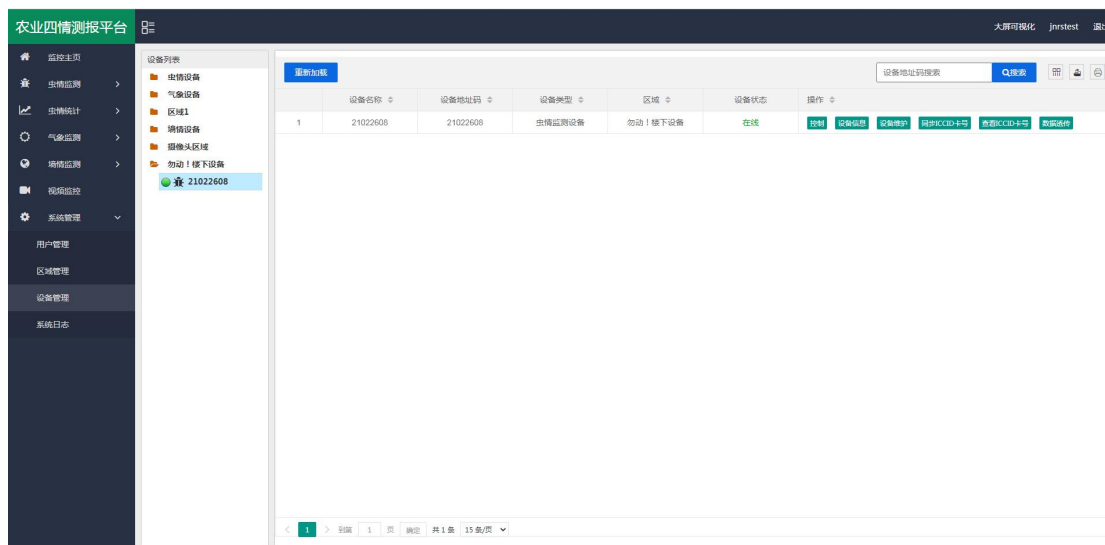 农业四情测报平台
大屏可视化 jnrstest
监控主页
虫情监测
虫情统计
气象监测
墒情监测
视频监控
系统管理
用户管理
区域管理
设备管理
系统日志
设备列表
虫情设备
气象设备
区域1
墒情设备
摄像头区域
勿动！楼下设备
21022608
重新加载 设备地址码搜索 搜索
设备名称 设备地址码 设备类型 区域 设备状态 操作
1 21022608 21022608 虫情监测设备 勿动！楼下设备 在线 控制 设备信息 设备维护 同步ICCID卡号 查看ICCID卡号 数据透传
1 到第 1 页 确定 共1条 15条/页